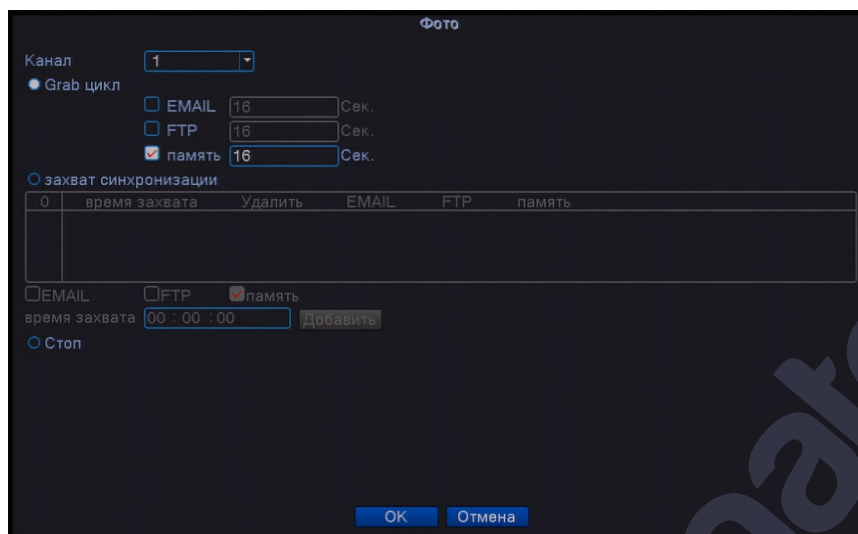 Фото
Канал 1
Grab цикл
EMAIL 16 Сек.
FTP 16 Сек.
память 16 Сек.
захват синхронизации
0 время захвата Удалить EMAIL FTP память
EMAIL FTP память
время захвата 00 : 00 : 00 Добавить
Стоп
OK Отмена